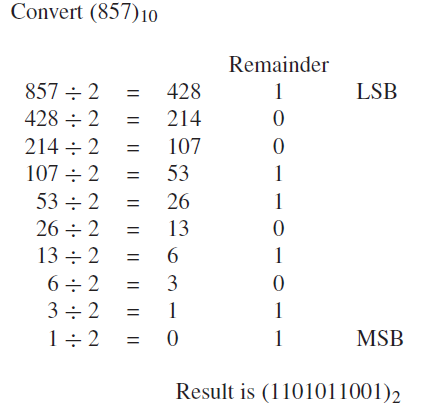 Convert (857)10
Remainder
857 ÷ 2 = 428 1 LSB
428 ÷ 2 = 214 0
214 ÷ 2 = 107 0
107 ÷ 2 = 53 1
53 ÷ 2 = 26 1
26 ÷ 2 = 13 0
13 ÷ 2 = 6 1
6 ÷ 2 = 3 0
3 ÷ 2 = 1 1
1 ÷ 2 = 0 1 MSB
Result is (1101011001)2